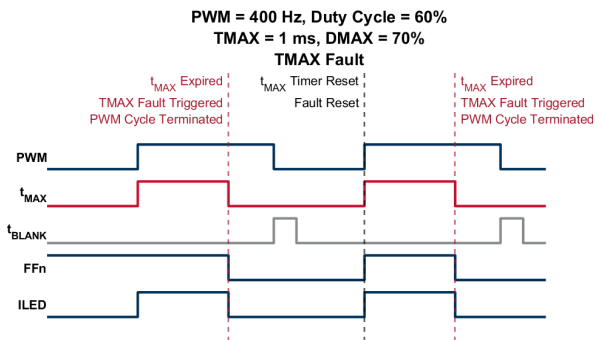 PWM = 400 Hz, Duty Cycle = 60%
TMAX = 1 ms, DMAX = 70%
TMAX Fault
tMAX Expired
TMAX Fault Triggered
PWM Cycle Terminated
tMAX Timer Reset
Fault Reset
tMAX Expired
TMAX Fault Triggered
PWM Cycle Terminated
PWM
tMAX
tBLANK
FFn
ILED